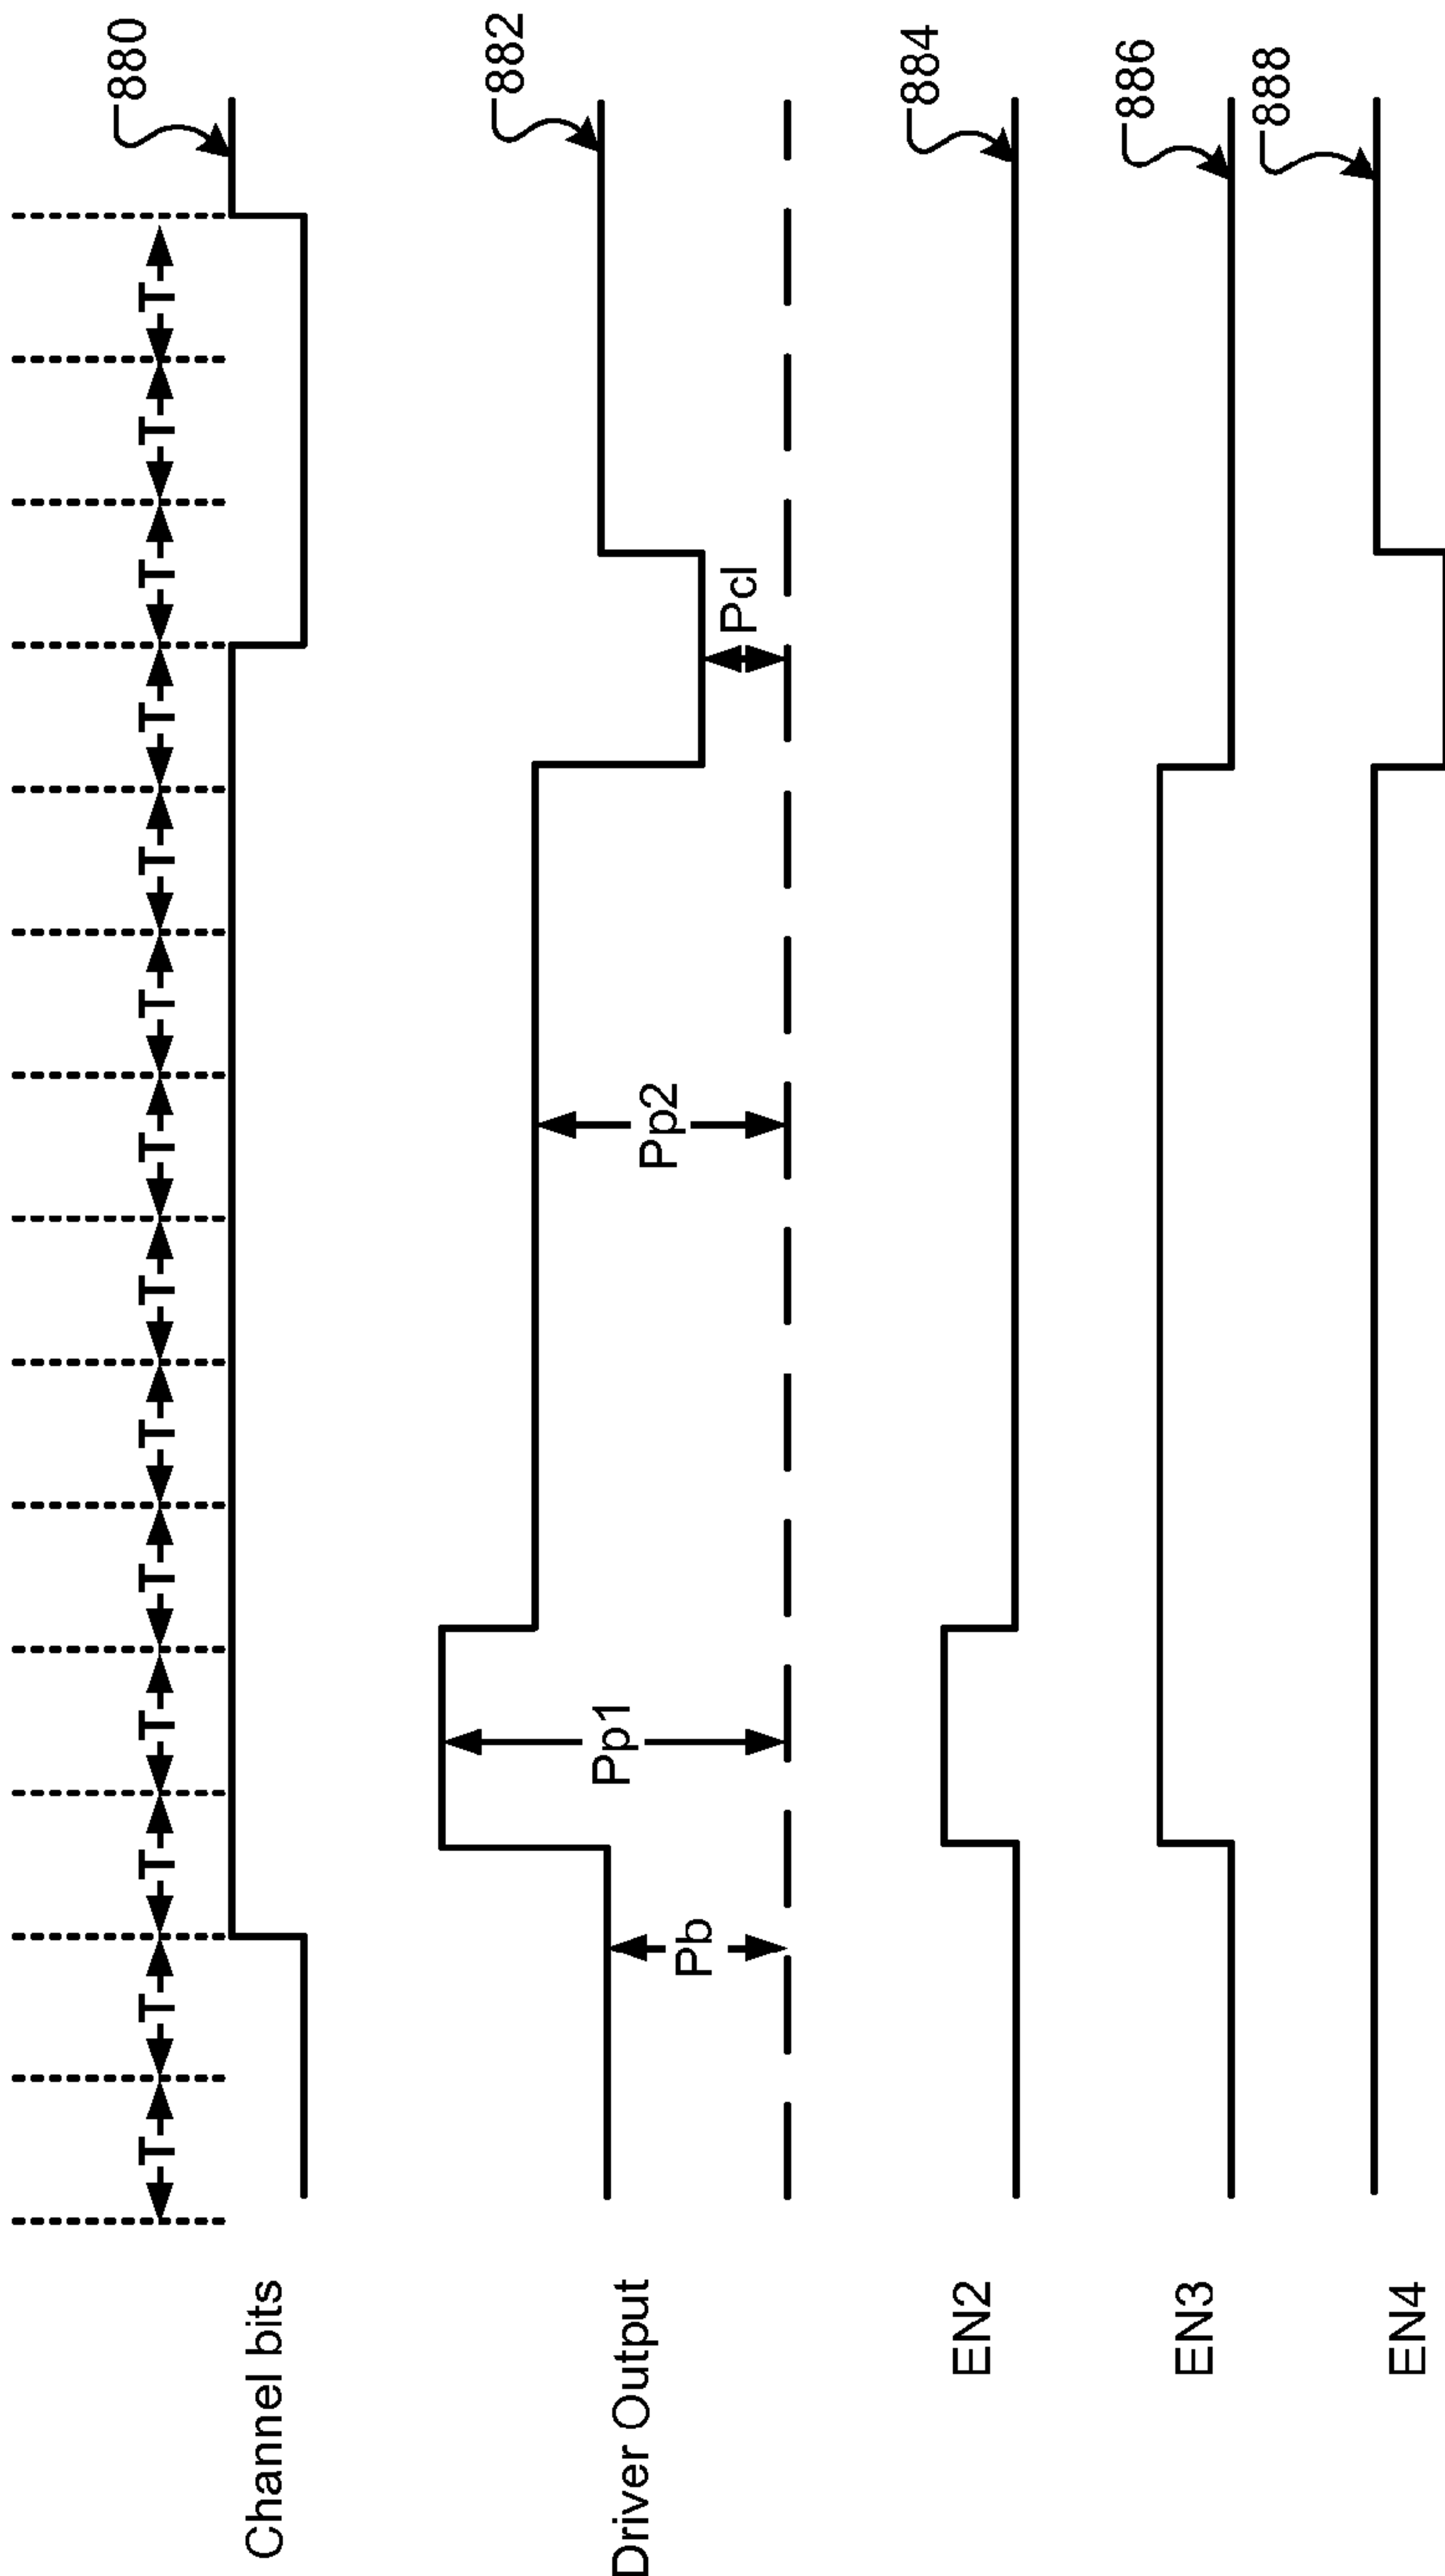 T T T T T T T T T T T T T T
Channel bits
880
Driver Output
Pb
Pp1
Pp2
Pcl
882
EN2
884
EN3
886
EN4
888